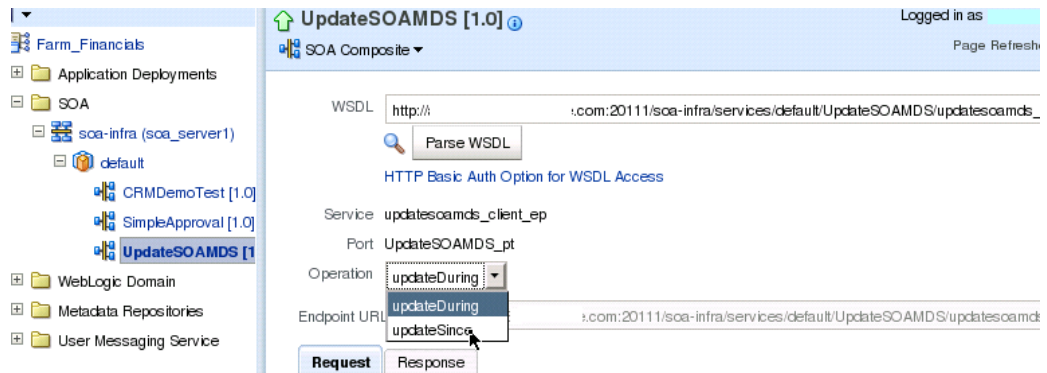 Farm_Financials
Application Deployments
SOA
soa-infra (soa_server1)
default
CRMDemoTest [1.0]
SimpleApproval [1.0]
UpdateSOAMDS [1
WebLogic Domain
Metadata Repositories
User Messaging Service
UpdateSOAMDS [1.0]
Logged in as
SOA Composite
Page Refreshe
WSDL http:// .com:20111/soa-infra/services/default/UpdateSOAMDS/updatesoamds_
Parse WSDL
HTTP Basic Auth Option for WSDL Access
Service updatesoamds_client_ep
Port UpdateSOAMDS_pt
Operation updateDuring
updateDuring
updateSince
Endpoint URL .com:20111/soa-infra/services/default/UpdateSOAMDS/updatesoamds
Request Response